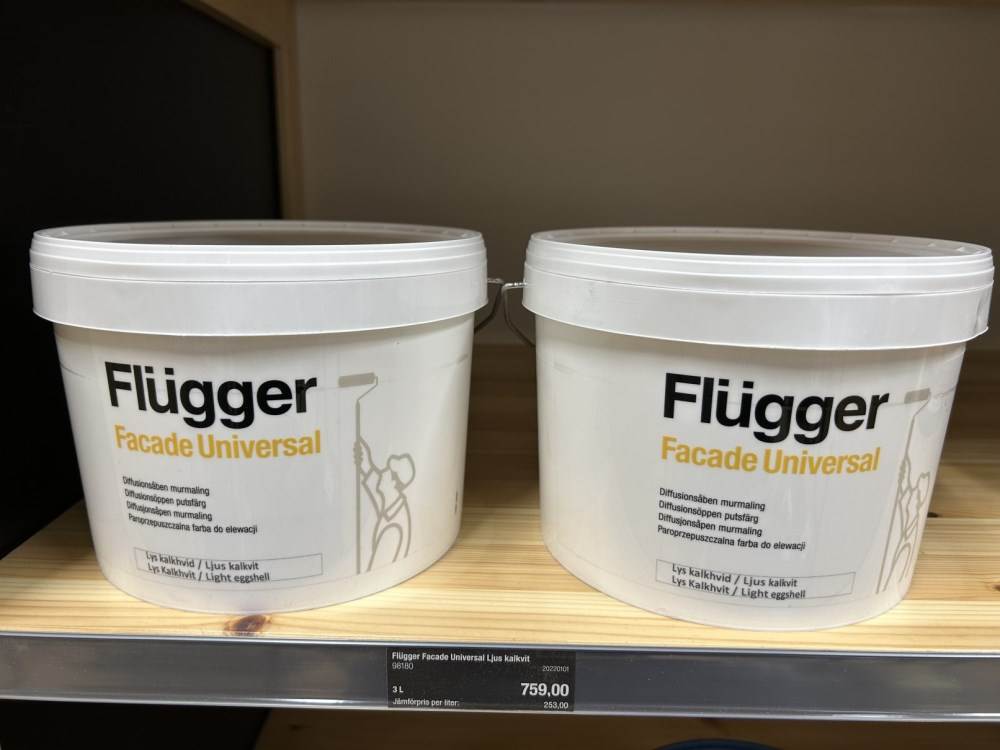 Flügger
Facade Universal
Diffusionsåben murmaling
Diffusionsöppen putsfärg
Diffusjonsåpen murmaling
Paroprzepuszczalna farba do elewacji
Lys kalkhvid / Ljus kalkvit
Lys Kalkhvit / Light eggshell
Flügger
Facade Universal
Diffusionsåben murmaling
Diffusionsöppen putsfärg
Diffusjonsåpen murmaling
Paroprzepuszczalna farba do elewacji
Lys kalkhvid / Ljus kalkvit
Lys Kalkhvit / Light eggshell
Flügger Facade Universal Ljus kalkvit
98180 20220101
3 L 759,00
Jämförpris per liter: 253,00